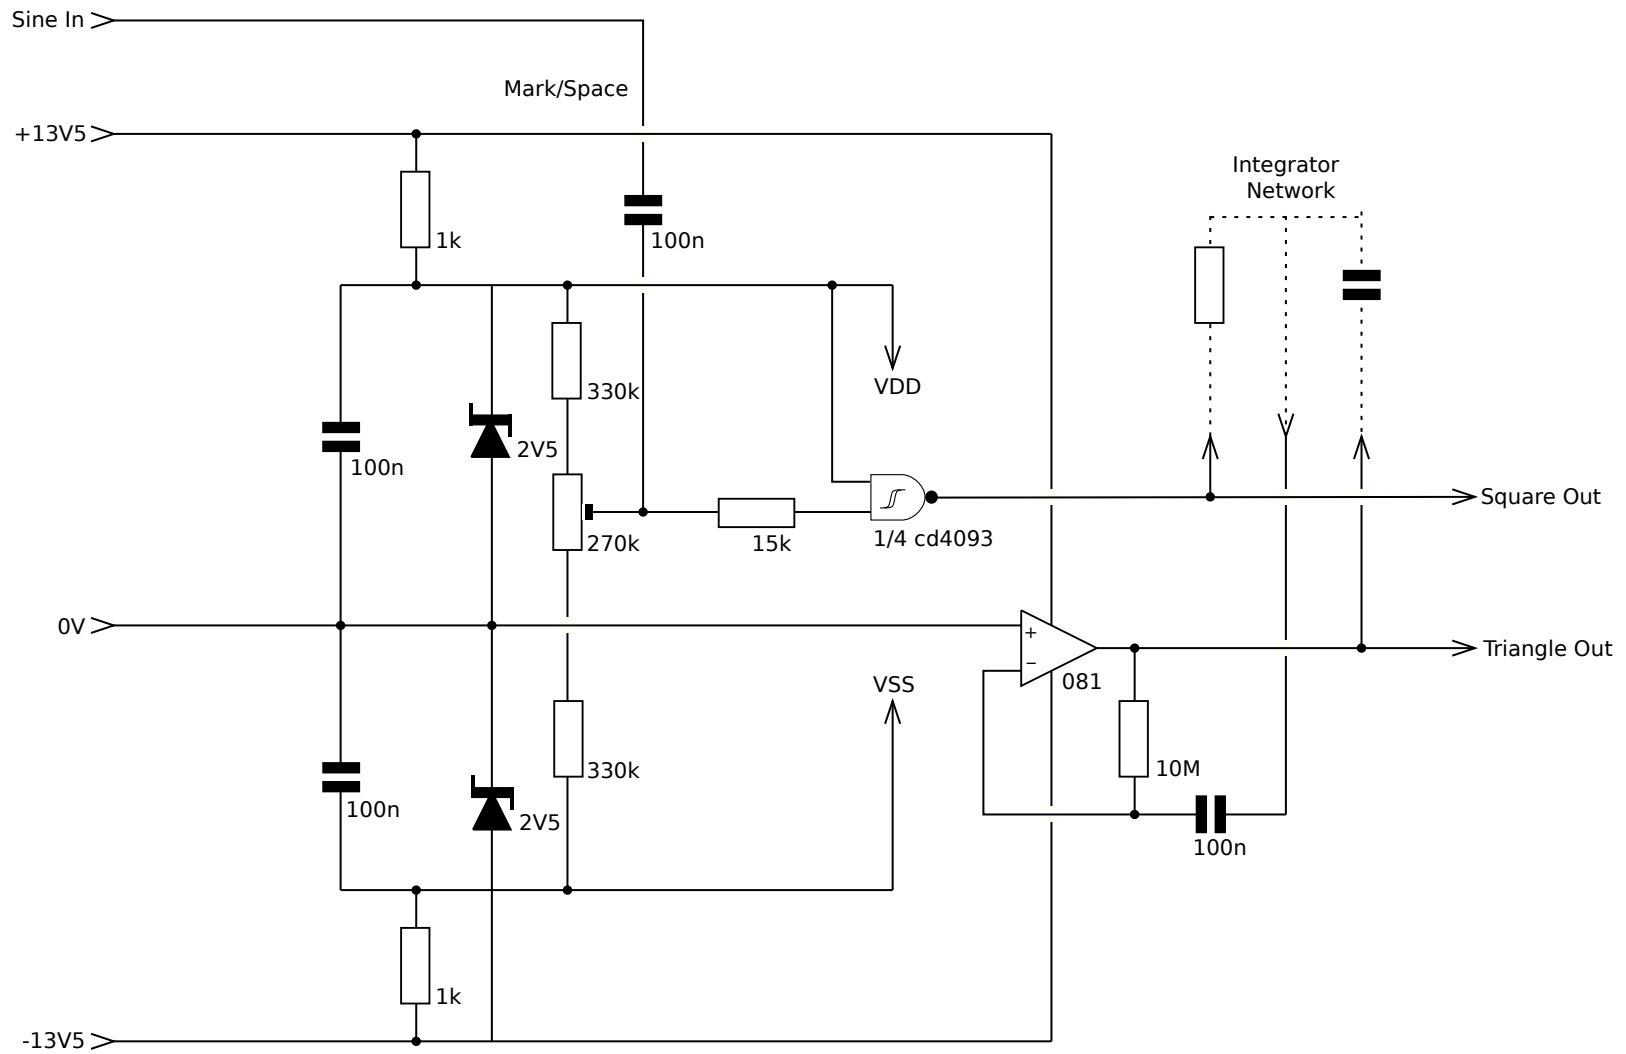 Sine In
Mark/Space
+13V5
Integrator
Network
1k
100n
VDD
330k
2V5
100n
Square Out
1/4 cd4093
270k
15k
0V
+
−
Triangle Out
081
VSS
330k
10M
100n
2V5
100n
1k
-13V5